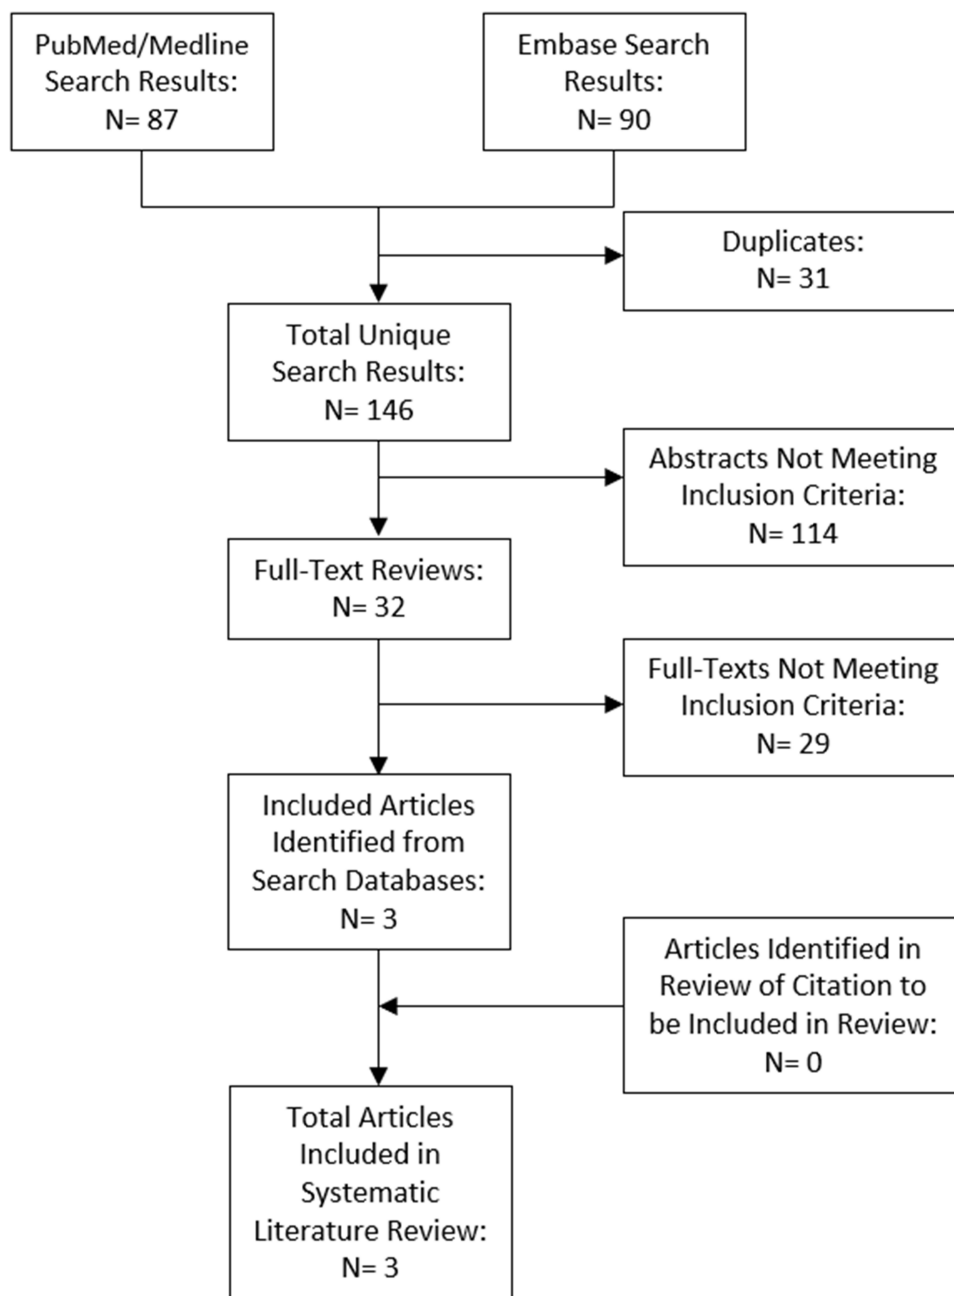 PubMed/Medline
Search Results:
N= 87
Embase Search
Results:
N= 90
Duplicates:
N= 31
Total Unique
Search Results:
N= 146
Abstracts Not Meeting
Inclusion Criteria:
N= 114
Full-Text Reviews:
N= 32
Full-Texts Not Meeting
Inclusion Criteria:
N= 29
Included Articles
Identified from
Search Databases:
N= 3
Articles Identified in
Review of Citation to
be Included in Review:
N= 0
Total Articles
Included in
Systematic
Literature Review:
N= 3